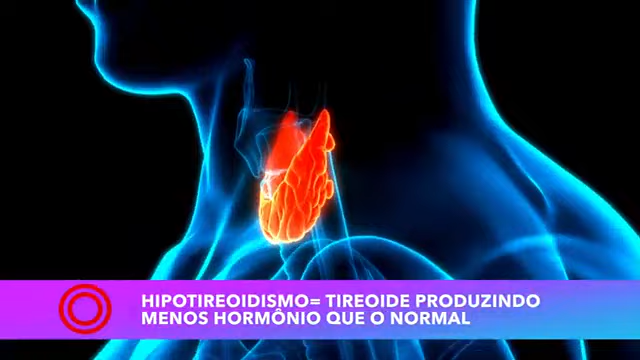 HIPOTIREOIDISMO= TIREOIDE PRODUZINDO
MENOS HORMÔNIO QUE O NORMAL